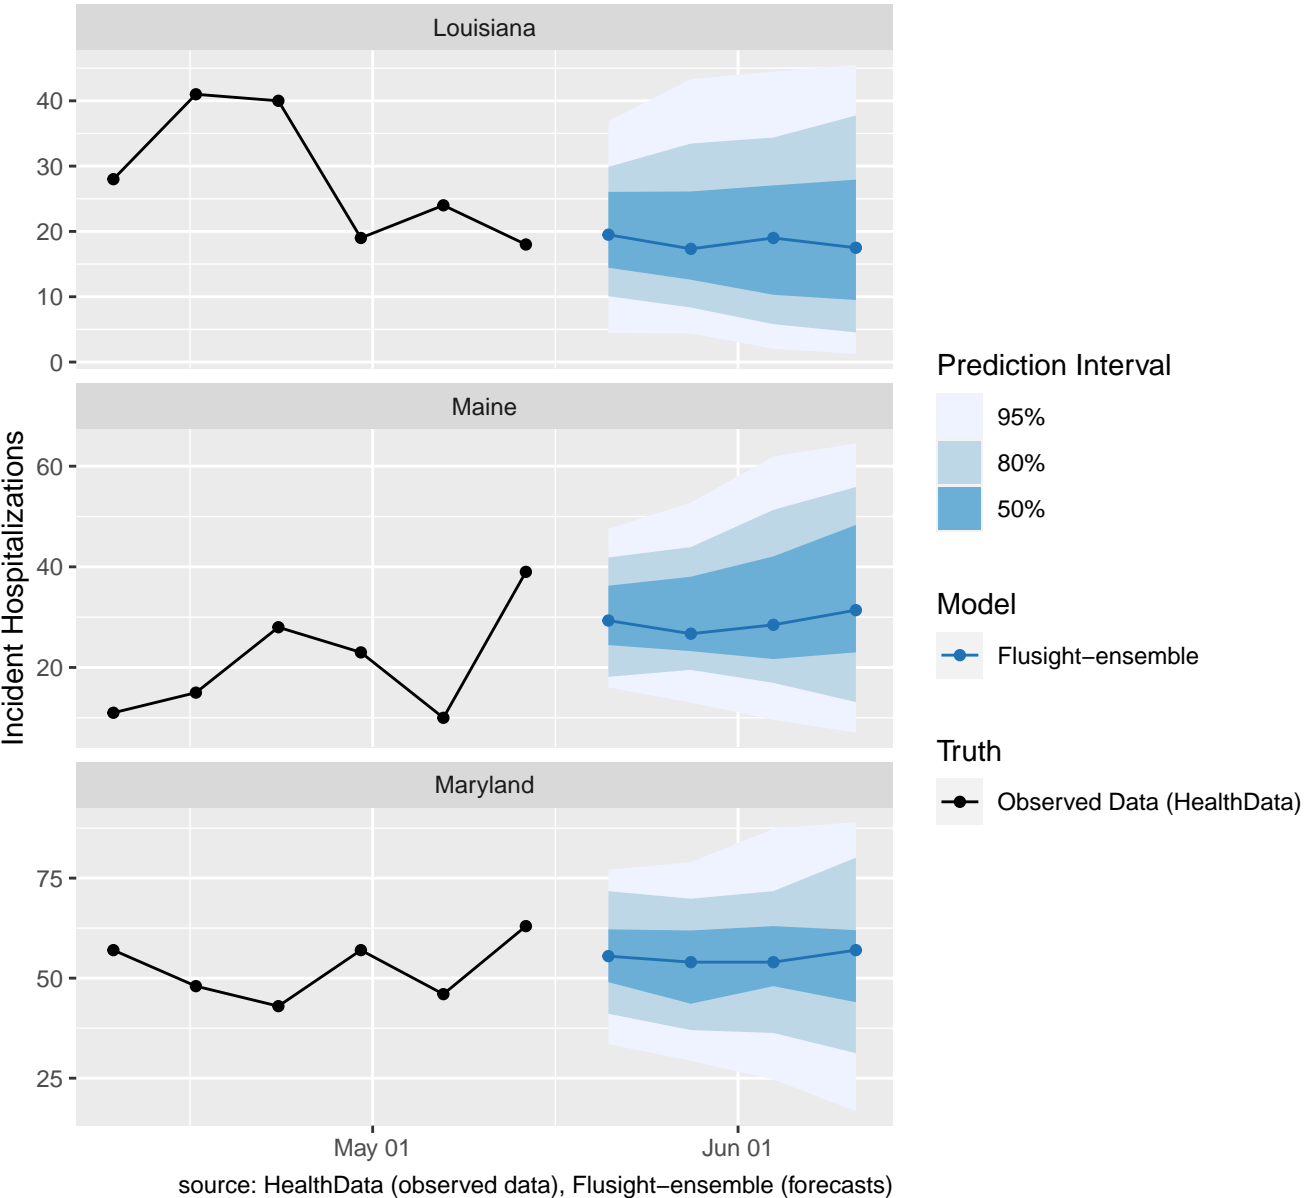 Louisiana
40
30
20
10
0
Maine
60
40
20
Maryland
75
50
25
May 01
Jun 01
Incident Hospitalizations
Prediction Interval
95%
80%
50%
Model
Flusight−ensemble
Truth
Observed Data (HealthData)
source: HealthData (observed data), Flusight−ensemble (forecasts)